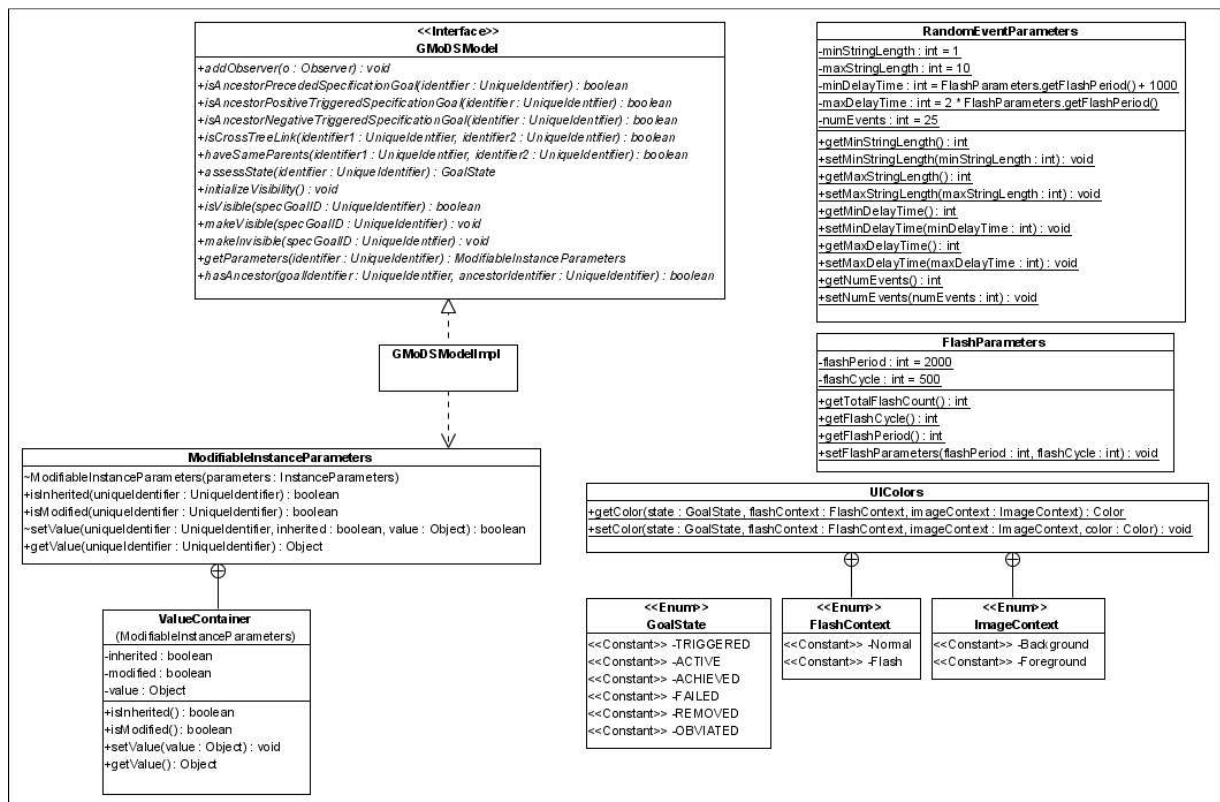 <<Interface>>
GMoDSModel
+addObserver(o : Observer) : void
+isAncestorPrecededSpecificationGoal(identifier : UniqueIdentifier) : boolean
+isAncestorPositiveTriggeredSpecificationGoal(identifier : UniqueIdentifier) : boolean
+isAncestorNegativeTriggeredSpecificationGoal(identifier : UniqueIdentifier) : boolean
+isCrossTreeLink(identifier1 : UniqueIdentifier, identifier2 : UniqueIdentifier) : boolean
+haveSameParents(identifier1 : UniqueIdentifier, identifier2 : UniqueIdentifier) : boolean
+assessState(identifier : UniqueIdentifier) : GoalState
+initializeVisibility() : void
+isVisible(specGoalID : UniqueIdentifier) : boolean
+makeVisible(specGoalID : UniqueIdentifier) : void
+makeInvisible(specGoalID : UniqueIdentifier) : void
+getParameters(identifier : UniqueIdentifier) : ModifiableInstanceParameters
+hasAncestor(goalIdentifier : UniqueIdentifier, ancestorIdentifier : UniqueIdentifier) : boolean
RandomEventParameters
-minStringLength : int = 1
-maxStringLength : int = 10
-minDelayTime : int = FlashParameters.getFlashPeriod() + 1000
-maxDelayTime : int = 2 * FlashParameters.getFlashPeriod()
-numEvents : int = 25
+getMinStringLength() : int
+setMinStringLength(minStringLength : int) : void
+getMaxStringLength() : int
+setMaxStringLength(maxStringLength : int) : void
+getMinDelayTime() : int
+setMinDelayTime(minDelayTime : int) : void
+getMaxDelayTime() : int
+setMaxDelayTime(maxDelayTime : int) : void
+getNumEvents() : int
+setNumEvents(numEvents : int) : void
GMoDSModelImpl
FlashParameters
-flashPeriod : int = 2000
-flashCycle : int = 500
+getTotalFlashCount() : int
+getFlashCycle() : int
+getFlashPeriod() : int
+setFlashParameters(flashPeriod : int, flashCycle : int) : void
ModifiableInstanceParameters
~ModifiableInstanceParameters(parameters : InstanceParameters)
+isInherited(uniqueIdentifier : UniqueIdentifier) : boolean
+isModified(uniqueIdentifier : UniqueIdentifier) : boolean
~setValue(uniqueIdentifier : UniqueIdentifier, inherited : boolean, value : Object) : boolean
+getValue(uniqueIdentifier : UniqueIdentifier) : Object
UIColors
+getColor(state : GoalState, flashContext : FlashContext, imageContext : ImageContext) : Color
+setColor(state : GoalState, flashContext : FlashContext, imageContext : ImageContext, color : Color) : void
ValueContainer
(ModifiableInstanceParameters)
-inherited : boolean
-modified : boolean
-value : Object
+isInherited() : boolean
+isModified() : boolean
+setValue(value : Object) : void
+getValue() : Object
<<Enum>>
GoalState
<<Constant>> -TRIGGERED
<<Constant>> -ACTIVE
<<Constant>> -ACHIEVED
<<Constant>> -FAILED
<<Constant>> -REMOVED
<<Constant>> -OBVIATED
<<Enum>>
FlashContext
<<Constant>> -Normal
<<Constant>> -Flash
<<Enum>>
ImageContext
<<Constant>> -Background
<<Constant>> -Foreground